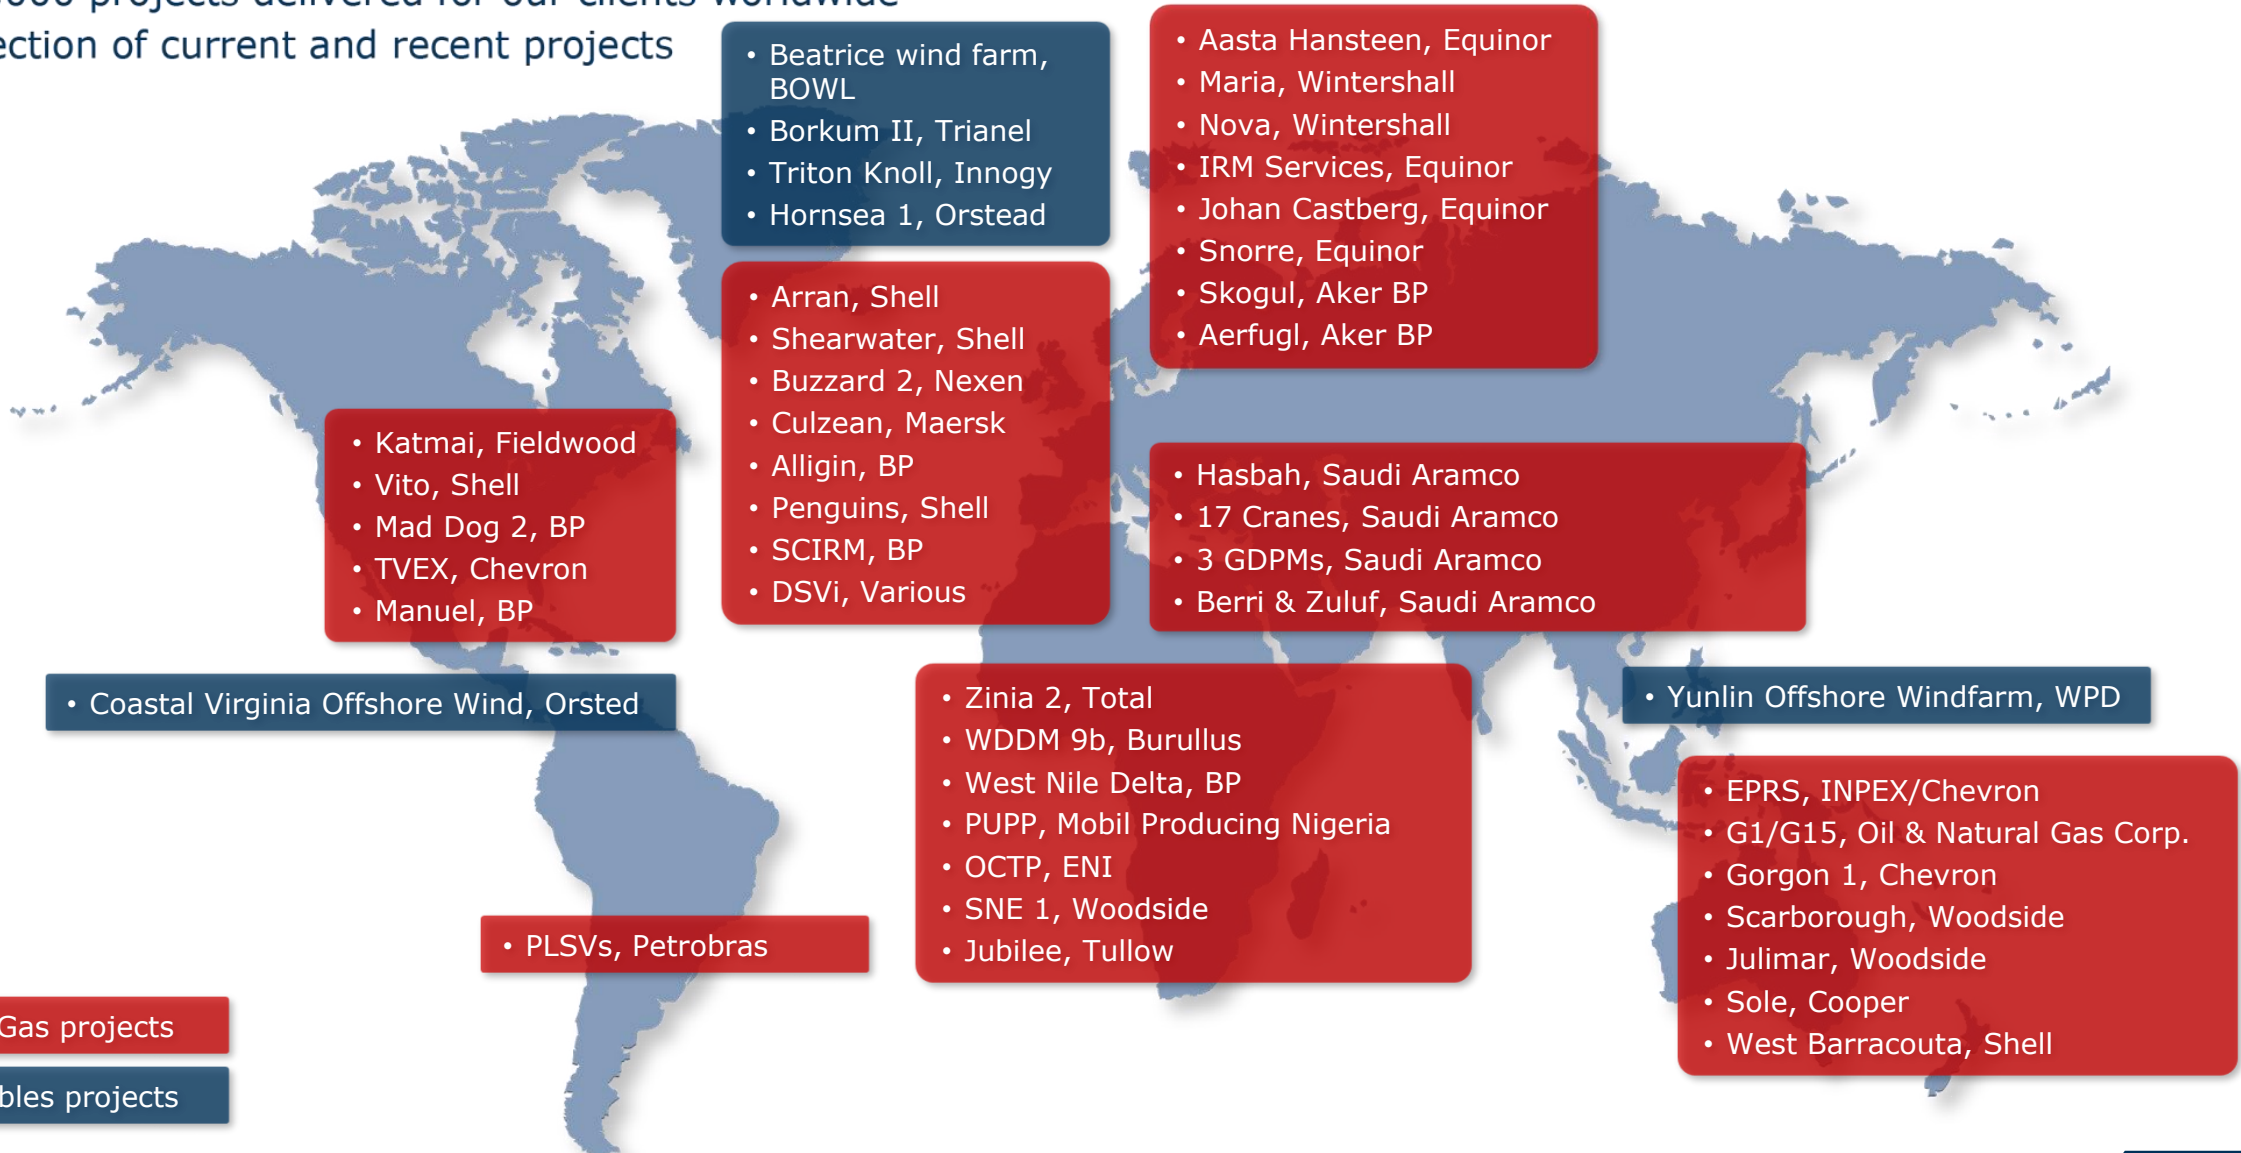 projects delivered for our clients worldwide
ection of current and recent projects
• Beatrice wind farm,
BOWL
• Borkum II, Trianel
• Triton Knoll, Innogy
• Hornsea 1, Orstead
• Aasta Hansteen, Equinor
• Maria, Wintershall
• Nova, Wintershall
• IRM Services, Equinor
• Johan Castberg, Equinor
• Snorre, Equinor
• Skogul, Aker BP
• Aerfugl, Aker BP
• Arran, Shell
• Shearwater, Shell
• Buzzard 2, Nexen
• Culzean, Maersk
• Alligin, BP
• Penguins, Shell
• SCIRM, BP
• DSVi, Various
• Katmai, Fieldwood
• Vito, Shell
• Mad Dog 2, BP
• TVEX, Chevron
• Manuel, BP
• Hasbah, Saudi Aramco
• 17 Cranes, Saudi Aramco
• 3 GDPMs, Saudi Aramco
• Berri & Zuluf, Saudi Aramco
• Coastal Virginia Offshore Wind, Orsted
• Zinia 2, Total
• WDDM 9b, Burullus
• West Nile Delta, BP
• PUPP, Mobil Producing Nigeria
• OCTP, ENI
• SNE 1, Woodside
• Jubilee, Tullow
• Yunlin Offshore Windfarm, WPD
• EPRS, INPEX/Chevron
• G1/G15, Oil & Natural Gas Corp.
• Gorgon 1, Chevron
• Scarborough, Woodside
• Julimar, Woodside
• Sole, Cooper
• West Barracouta, Shell
• PLSVs, Petrobras
Gas projects
bles projects